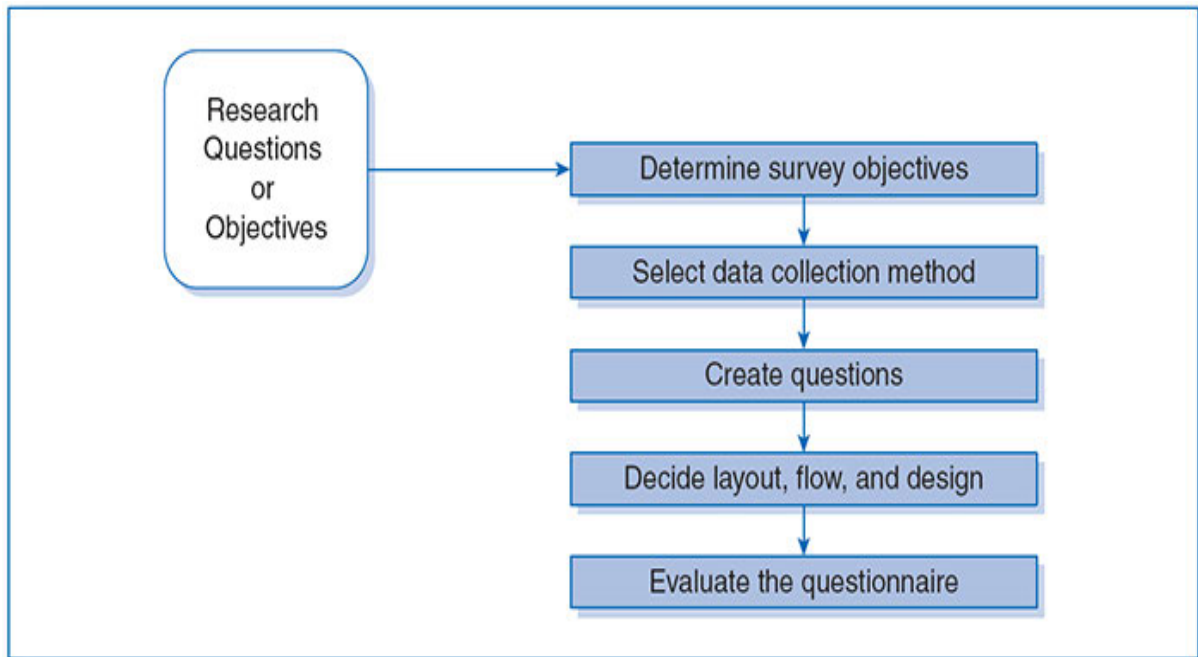 Research
Questions
or
Objectives
Determine survey objectives
Select data collection method
Create questions
Decide layout, flow, and design
Evaluate the questionnaire